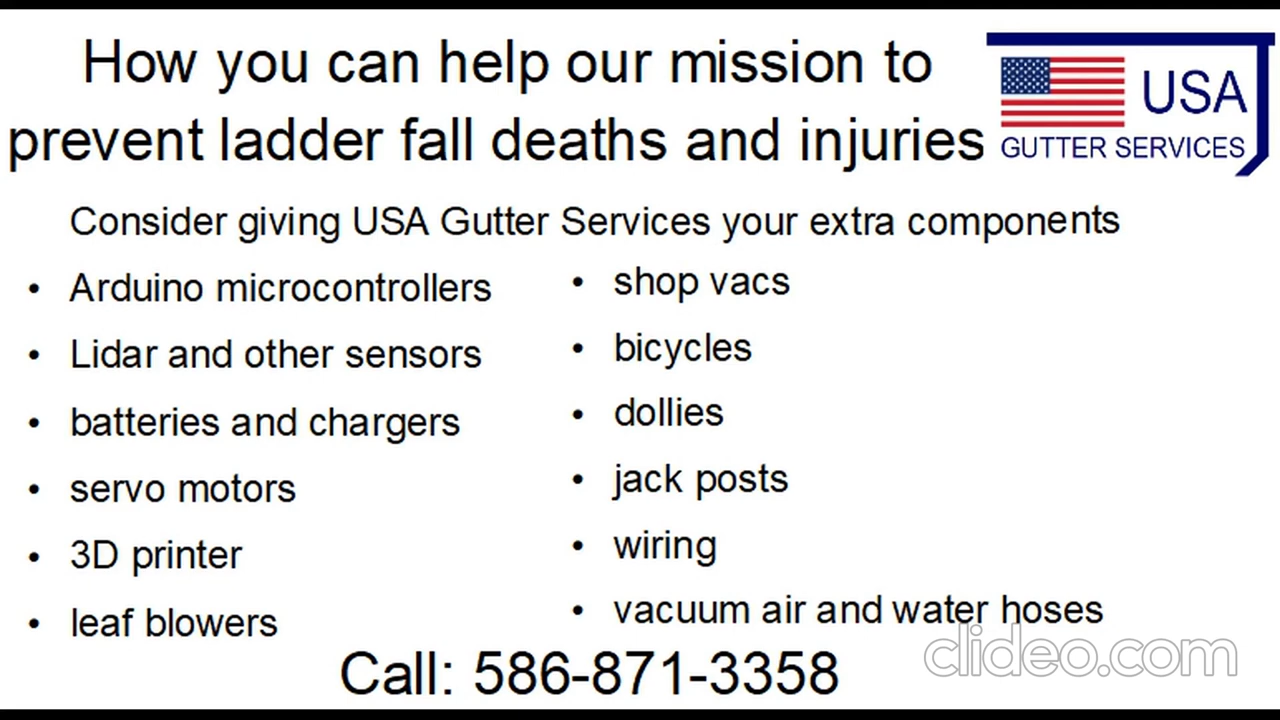 How you can help our mission to
prevent ladder fall deaths and injuries
USA
GUTTER SERVICES
Consider giving USA Gutter Services your extra components
• Arduino microcontrollers
• Lidar and other sensors
• batteries and chargers
• servo motors
• 3D printer
• leaf blowers
• shop vacs
• bicycles
• dollies
• jack posts
• wiring
• vacuum air and water hoses
Call: 586-871-3358
clideo.com